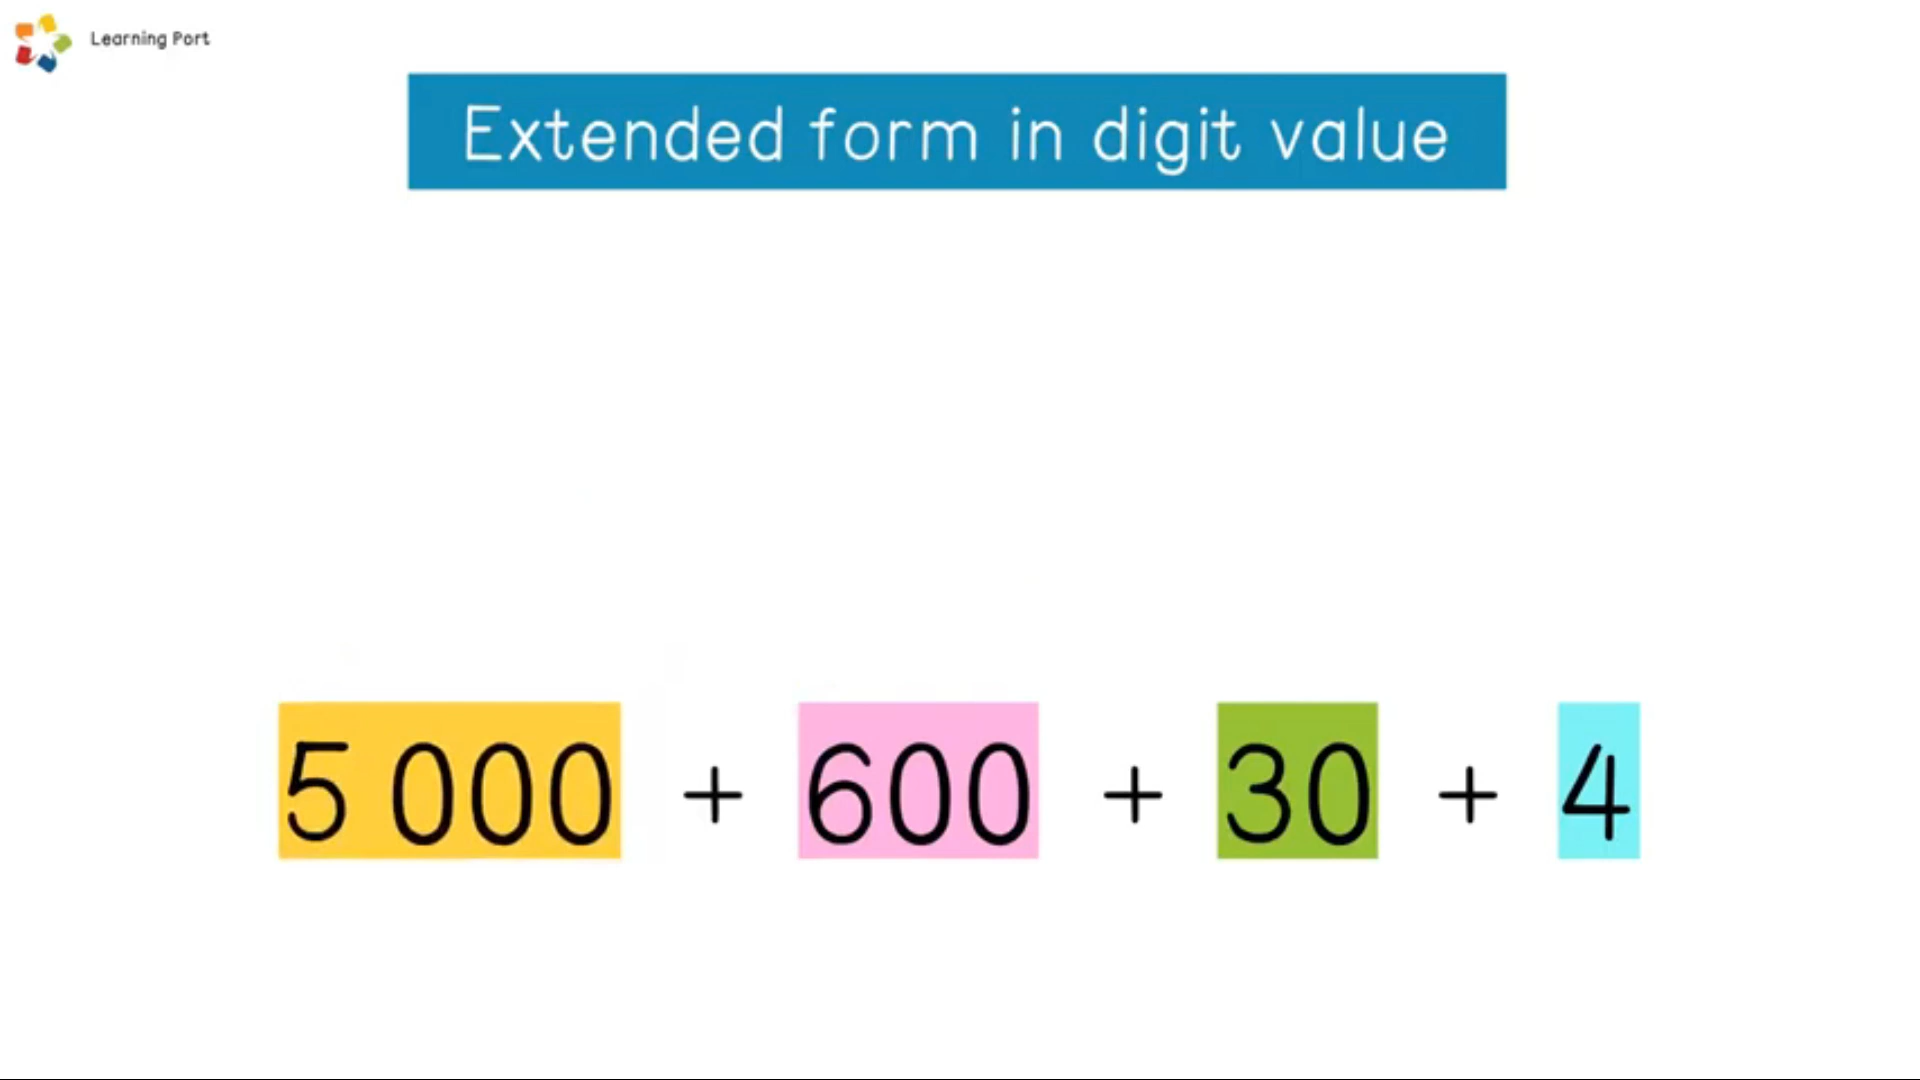 Learning Port
Extended form in digit value
5 000 + 600 + 30 + 4